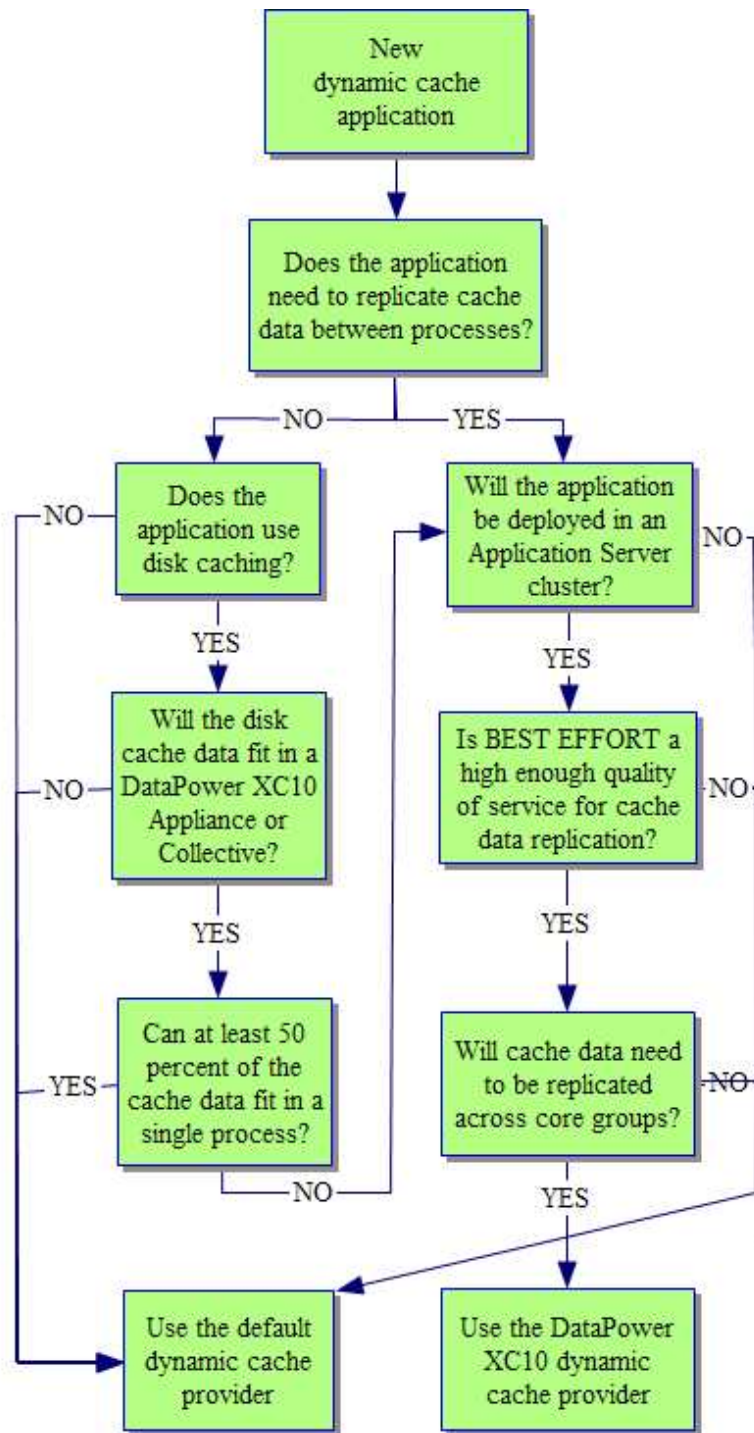 New
dynamic cache
application
Does the application
need to replicate cache
data between processes?
NO
YES
Does the
application use
disk caching?
Will the application
be deployed in an
Application Server
cluster?
NO
NO
YES
YES
Will the disk
cache data fit in a
DataPower XC10
Appliance or
Collective?
Is BEST EFFORT a
high enough quality
of service for cache
data replication?
NO
NO
YES
YES
Can at least 50
percent of the
cache data fit in a
single process?
Will cache data need
to be replicated
across core groups?
YES
NO
NO
YES
Use the default
dynamic cache
provider
Use the DataPower
XC10 dynamic
cache provider